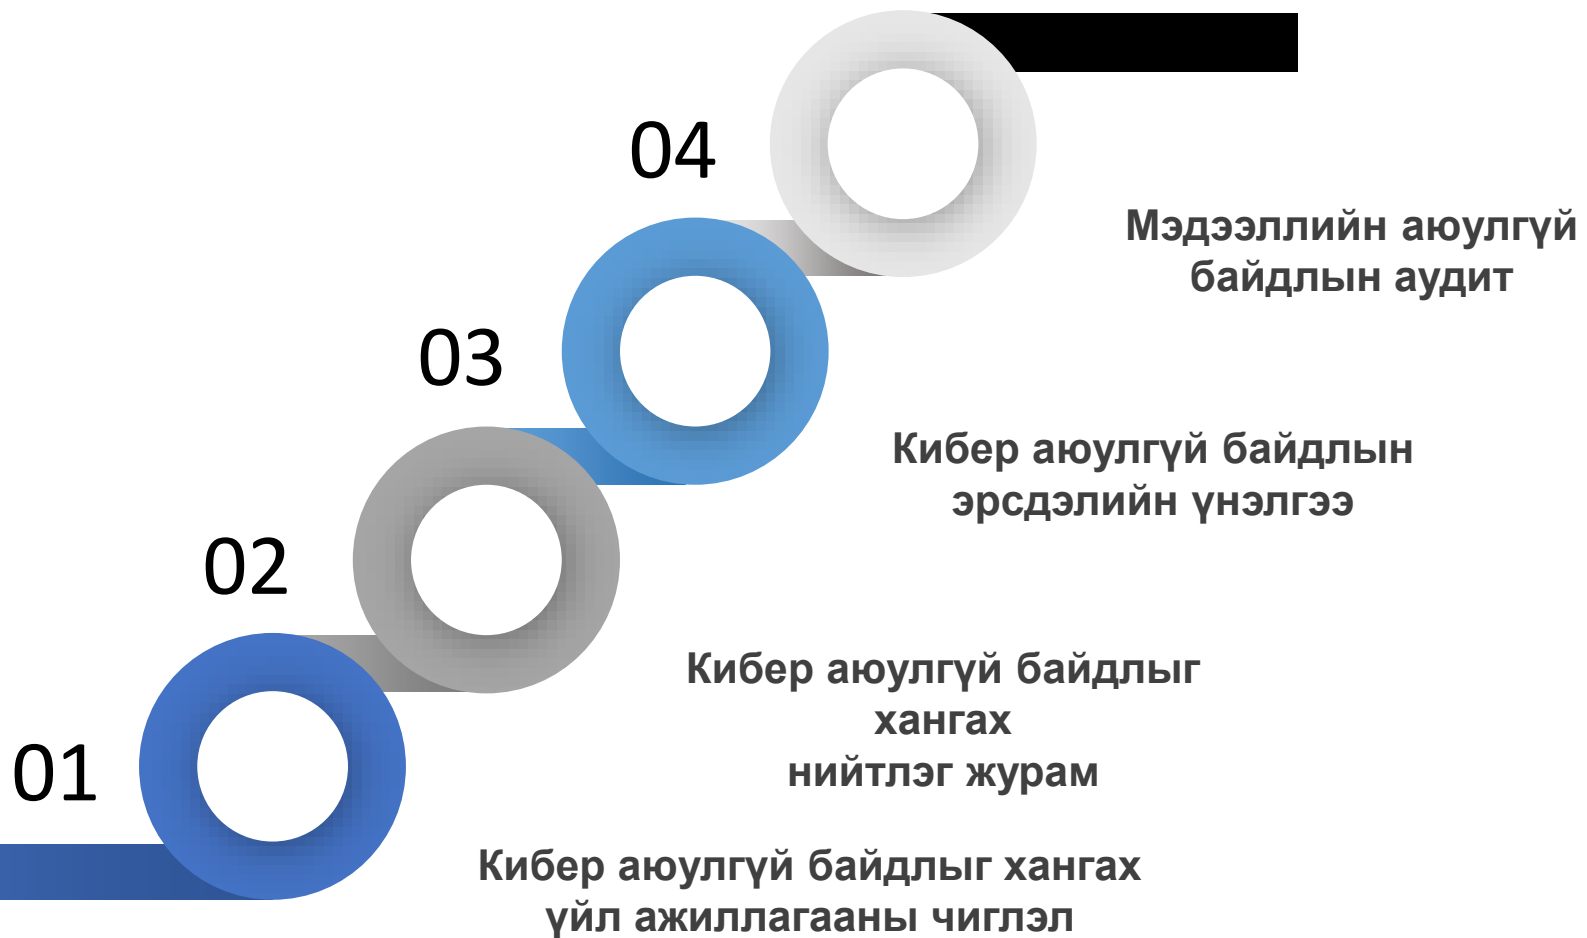 04
Мэдээллийн аюулгүй
байдлын аудит
03
Кибер аюулгүй байдлын
эрсдэлийн үнэлгээ
02
Кибер аюулгүй байдлыг
хангах
нийтлэг журам
01
Кибер аюулгүй байдлыг хангах
үйл ажиллагааны чиглэл